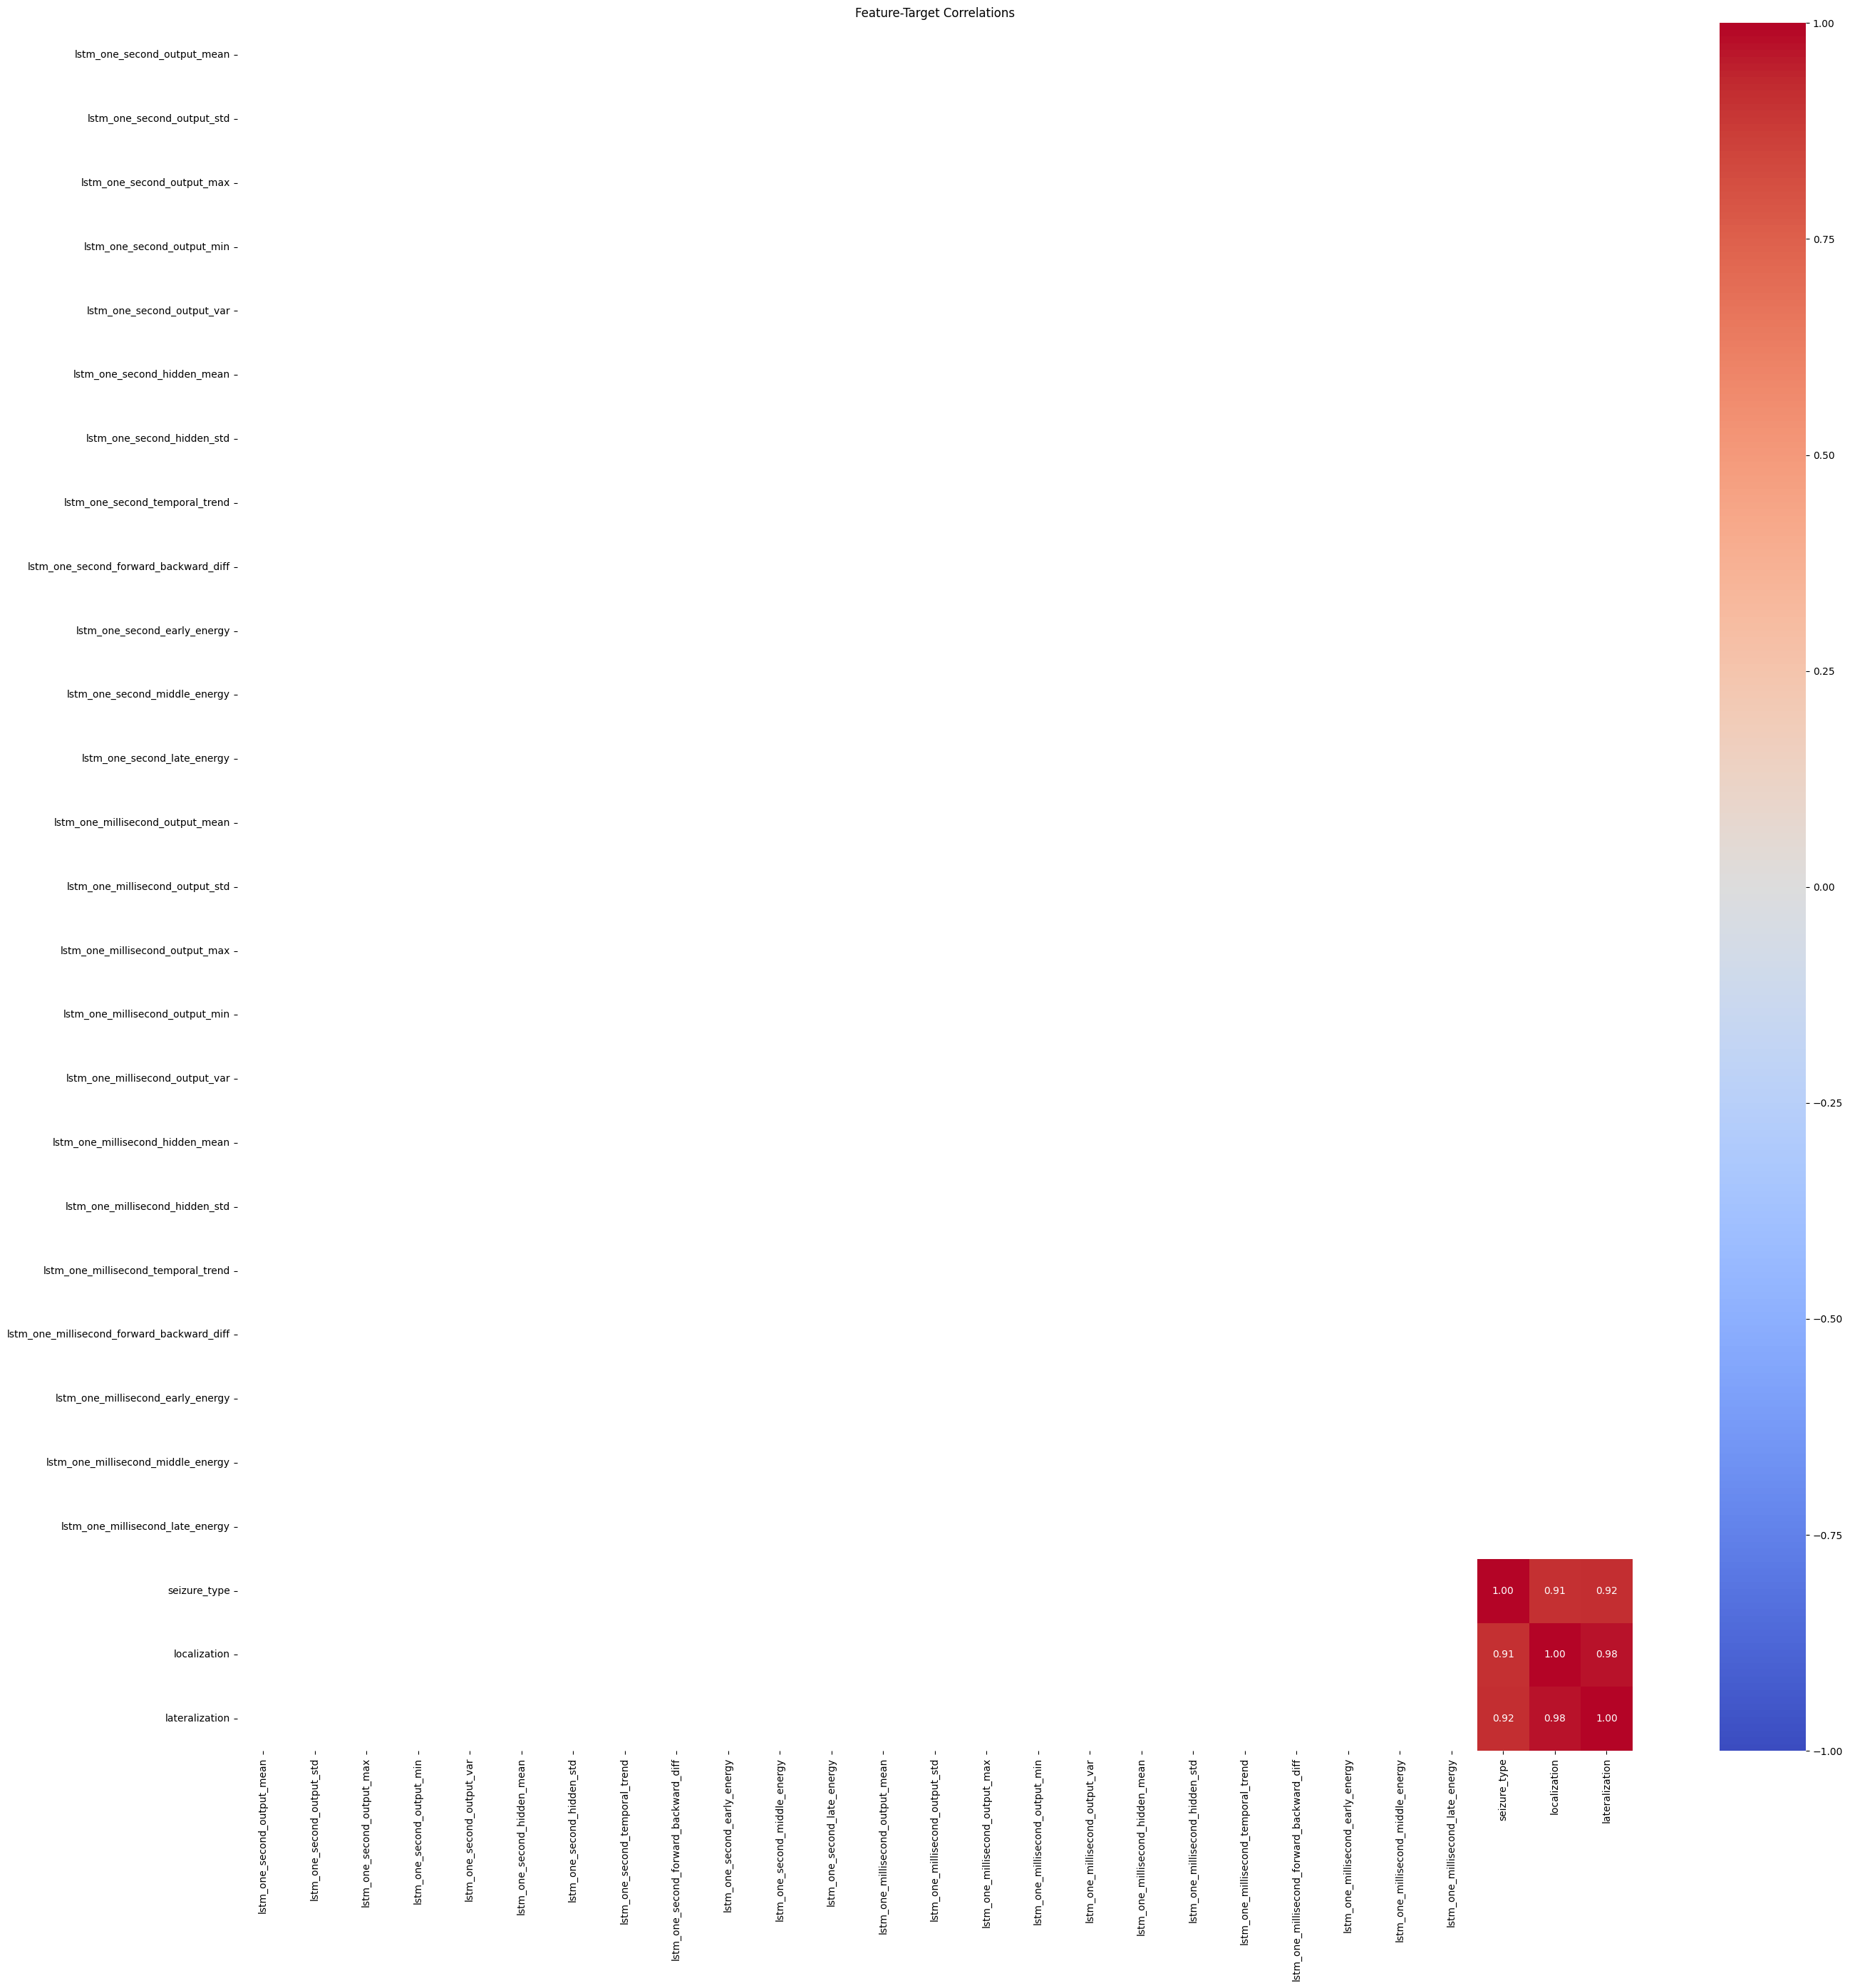 Feature-Target Correlations
lstm_one_second_output_mean
lstm_one_second_output_std
lstm_one_second_output_max
lstm_one_second_output_min
lstm_one_second_output_var
lstm_one_second_hidden_mean
lstm_one_second_hidden_std
lstm_one_second_temporal_trend
lstm_one_second_forward_backward_diff
lstm_one_second_early_energy
lstm_one_second_middle_energy
lstm_one_second_late_energy
lstm_one_millisecond_output_mean
lstm_one_millisecond_output_std
lstm_one_millisecond_output_max
lstm_one_millisecond_output_min
lstm_one_millisecond_output_var
lstm_one_millisecond_hidden_mean
lstm_one_millisecond_hidden_std
lstm_one_millisecond_temporal_trend
lstm_one_millisecond_forward_backward_diff
lstm_one_millisecond_early_energy
lstm_one_millisecond_middle_energy
lstm_one_millisecond_late_energy
seizure_type 1.00 0.91 0.92
localization 0.91 1.00 0.98
lateralization 0.92 0.98 1.00
lstm_one_second_output_mean
lstm_one_second_output_std
lstm_one_second_output_max
lstm_one_second_output_min
lstm_one_second_output_var
lstm_one_second_hidden_mean
lstm_one_second_hidden_std
lstm_one_second_temporal_trend
lstm_one_second_forward_backward_diff
lstm_one_second_early_energy
lstm_one_second_middle_energy
lstm_one_second_late_energy
lstm_one_millisecond_output_mean
lstm_one_millisecond_output_std
lstm_one_millisecond_output_max
lstm_one_millisecond_output_min
lstm_one_millisecond_output_var
lstm_one_millisecond_hidden_mean
lstm_one_millisecond_hidden_std
lstm_one_millisecond_temporal_trend
lstm_one_millisecond_forward_backward_diff
lstm_one_millisecond_early_energy
lstm_one_millisecond_middle_energy
lstm_one_millisecond_late_energy
seizure_type
localization
lateralization
1.00
0.75
0.50
0.25
0.00
−0.25
−0.50
−0.75
−1.00